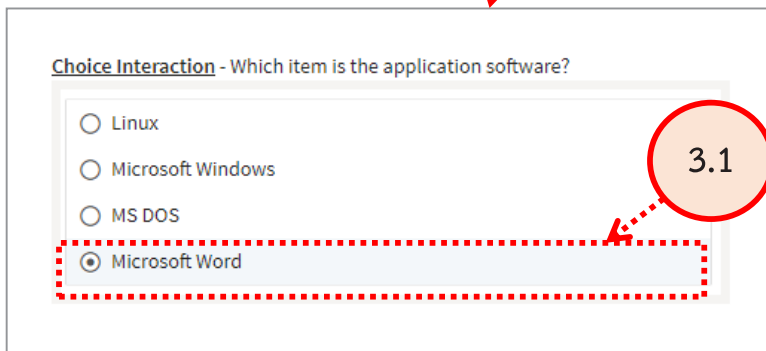 Choice Interaction - Which item is the application software?
Linux
Microsoft Windows
3.1
MS DOS
Microsoft Word